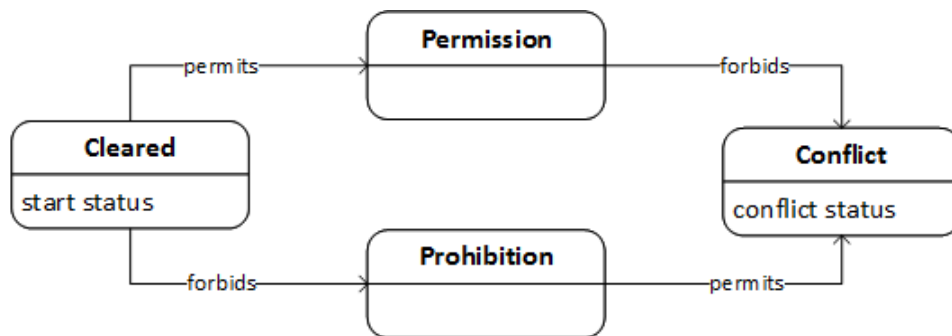 Permission
permits
forbids
Cleared
start status
Conflict
conflict status
Prohibition
forbids
permits